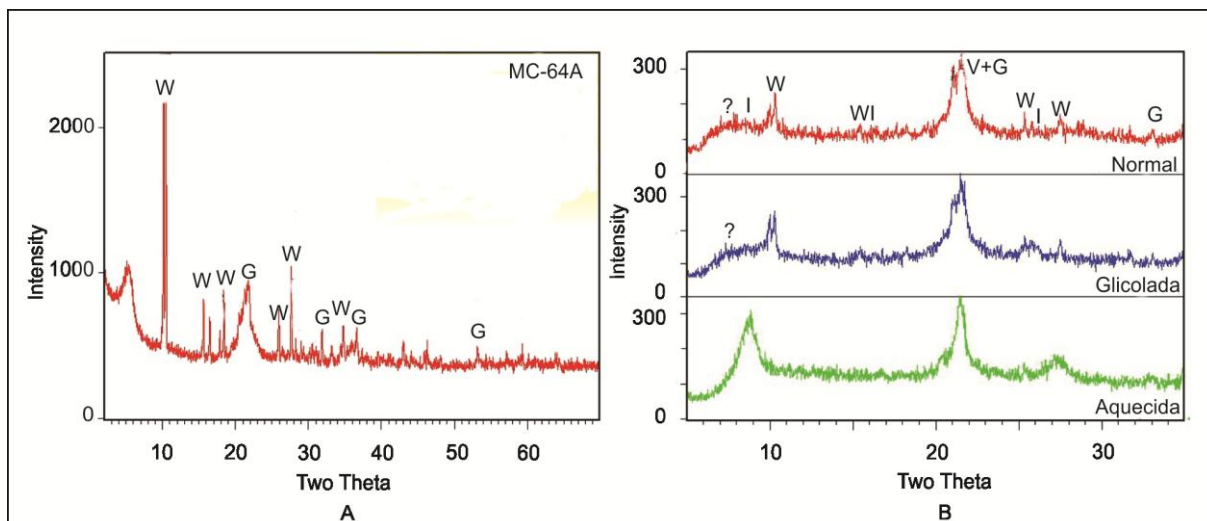 MC-64A
W
2000
1000
0
Intensity
W
W
G
W
W
G
W
G
G
10 20 30 40 50 60
Two Theta
A
300
0
? I W WI V+G W I W G
Normal
300
0
?
Glicolada
300
0
Aquecida
Intensity
10 20 30
Two Theta
B